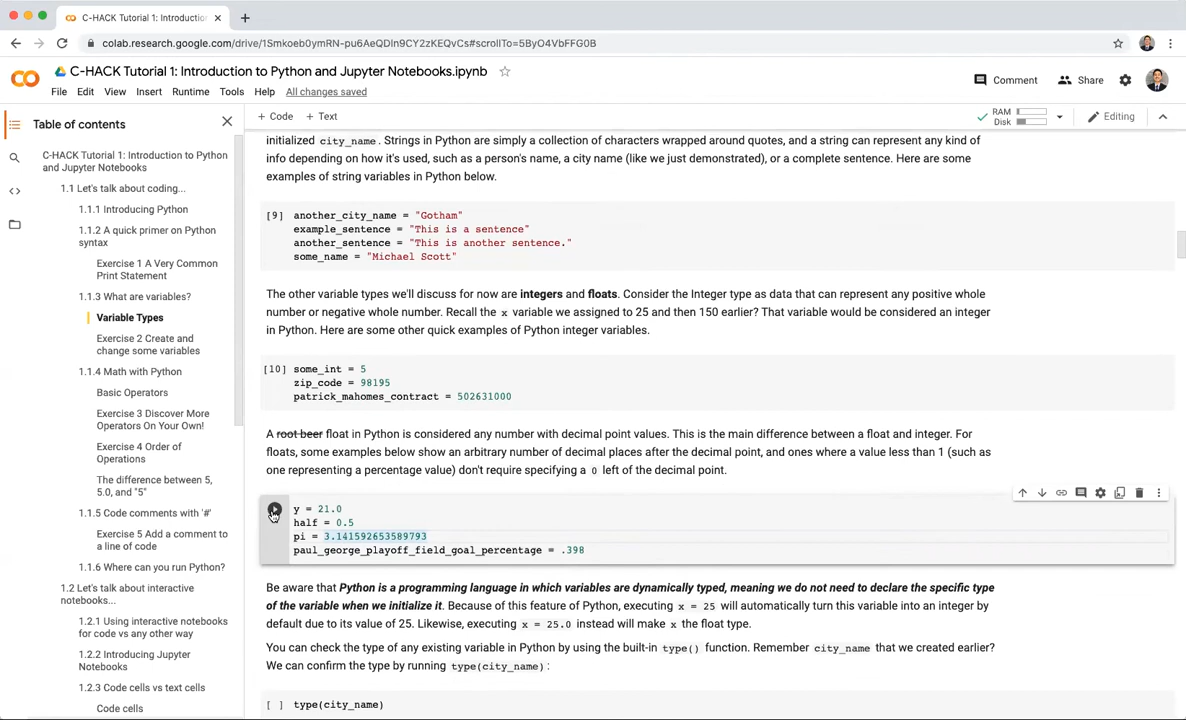 C-HACK Tutorial 1: Introduction
colab.research.google.com/drive/1Smkoeb0ymRN-pu6AeQDIn9CY2zKEQvCs#scrollTo=5ByO4VbFFG0B
C-HACK Tutorial 1: Introduction to Python and Jupyter Notebooks.ipynb
Comment
Share
File Edit View Insert Runtime Tools Help All changes saved
Table of contents
+ Code + Text
RAM
Disk
Editing
C-HACK Tutorial 1: Introduction to Python
and Jupyter Notebooks
1.1 Let's talk about coding...
1.1.1 Introducing Python
1.1.2 A quick primer on Python
syntax
Exercise 1 A Very Common
Print Statement
1.1.3 What are variables?
Variable Types
Exercise 2 Create and
change some variables
1.1.4 Math with Python
Basic Operators
Exercise 3 Discover More
Operators On Your Own!
Exercise 4 Order of
Operations
The difference between 5,
5.0, and "5"
1.1.5 Code comments with '#'
Exercise 5 Add a comment to
a line of code
1.1.6 Where can you run Python?
1.2 Let's talk about interactive
notebooks...
1.2.1 Using interactive notebooks
for code vs any other way
1.2.2 Introducing Jupyter
Notebooks
1.2.3 Code cells vs text cells
Code cells
initialized city_name. Strings in Python are simply a collection of characters wrapped around quotes, and a string can represent any kind of
info depending on how it's used, such as a person's name, a city name (like we just demonstrated), or a complete sentence. Here are some
examples of string variables in Python below.
[9] another_city_name = "Gotham"
example_sentence = "This is a sentence"
another_sentence = "This is another sentence."
some_name = "Michael Scott"
The other variable types we'll discuss for now are integers and floats. Consider the Integer type as data that can represent any positive whole
number or negative whole number. Recall the x variable we assigned to 25 and then 150 earlier? That variable would be considered an integer
in Python. Here are some other quick examples of Python integer variables.
[10] some_int = 5
zip_code = 98195
patrick_mahomes_contract = 502631000
A root beer float in Python is considered any number with decimal point values. This is the main difference between a float and integer. For
floats, some examples below show an arbitrary number of decimal places after the decimal point, and ones where a value less than 1 (such as
one representing a percentage value) don't require specifying a 0 left of the decimal point.
y = 21.0
half = 0.5
pi = 3.141592653589793
paul_george_playoff_field_goal_percentage = .398
Be aware that Python is a programming language in which variables are dynamically typed, meaning we do not need to declare the specific type
of the variable when we initialize it. Because of this feature of Python, executing x = 25 will automatically turn this variable into an integer by
default due to its value of 25. Likewise, executing x = 25.0 instead will make x the float type.
You can check the type of any existing variable in Python by using the built-in type() function. Remember city_name that we created earlier?
We can confirm the type by running type(city_name):
[ ] type(city_name)